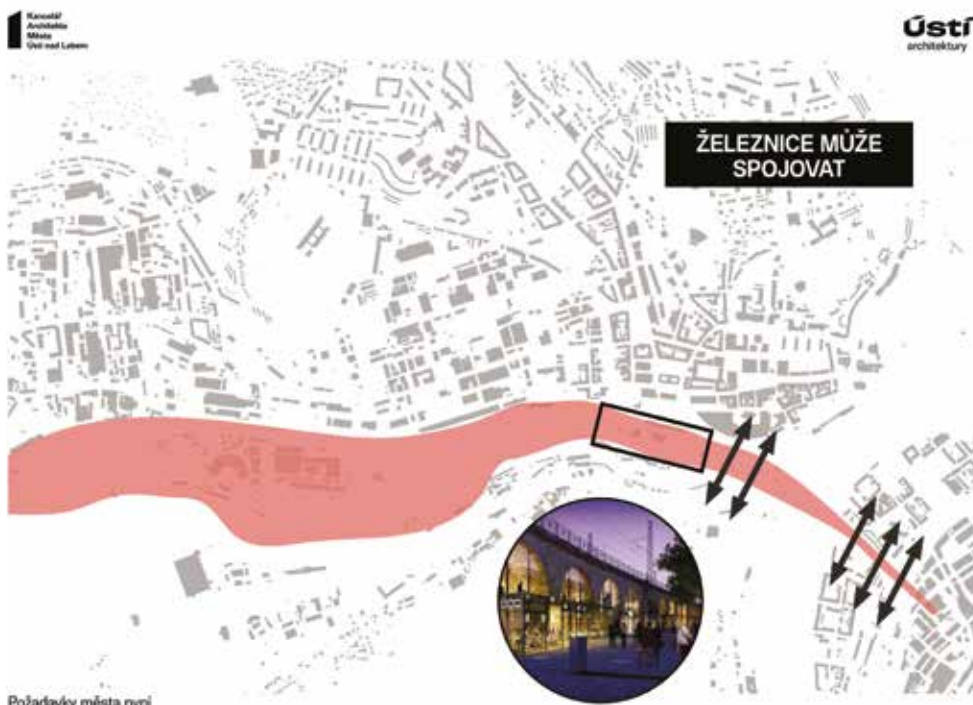 Kancelář
Architekta
Města
Ústí nad Labem
Ústí
architektury
ŽELEZNICE MŮŽE
SPOJOVAT
Požadavky města nyní